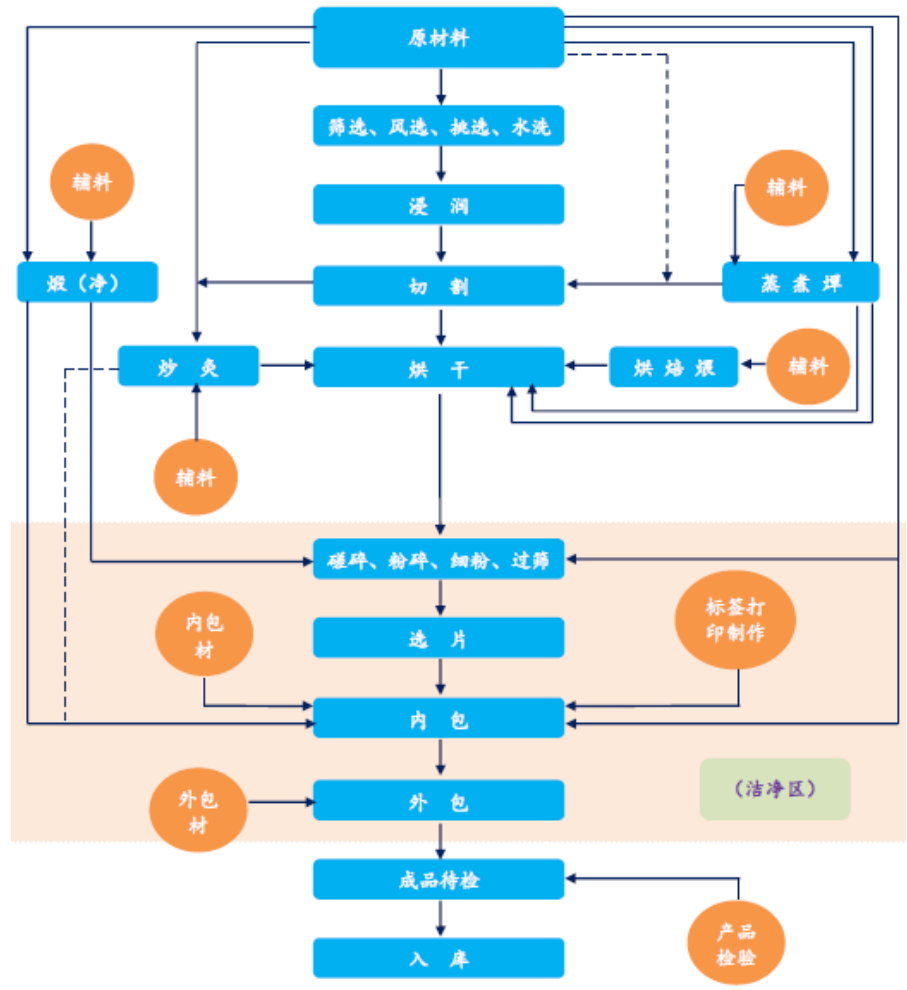 原材料
筛选、风选、挑选、水洗
辅料
辅料
浸 润
煅（净）
切 割
蒸 煮 燀
炒 灸
烘 干
烘 焙 煨
辅料
辅料
磋碎、粉碎、细粉、过筛
内包
材
选 片
标签打
印制作
内 包
外包
材
外 包
（洁净区）
成品待检
产品
检验
入 库